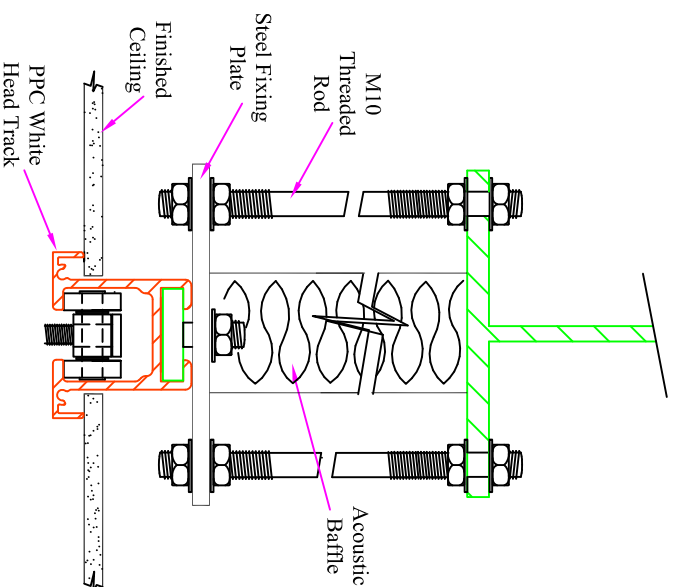 Finished
Ceiling
PPC White
Head Track
Steel Fixing
Plate
M10
Threaded
Rod
Acoustic
Baffle